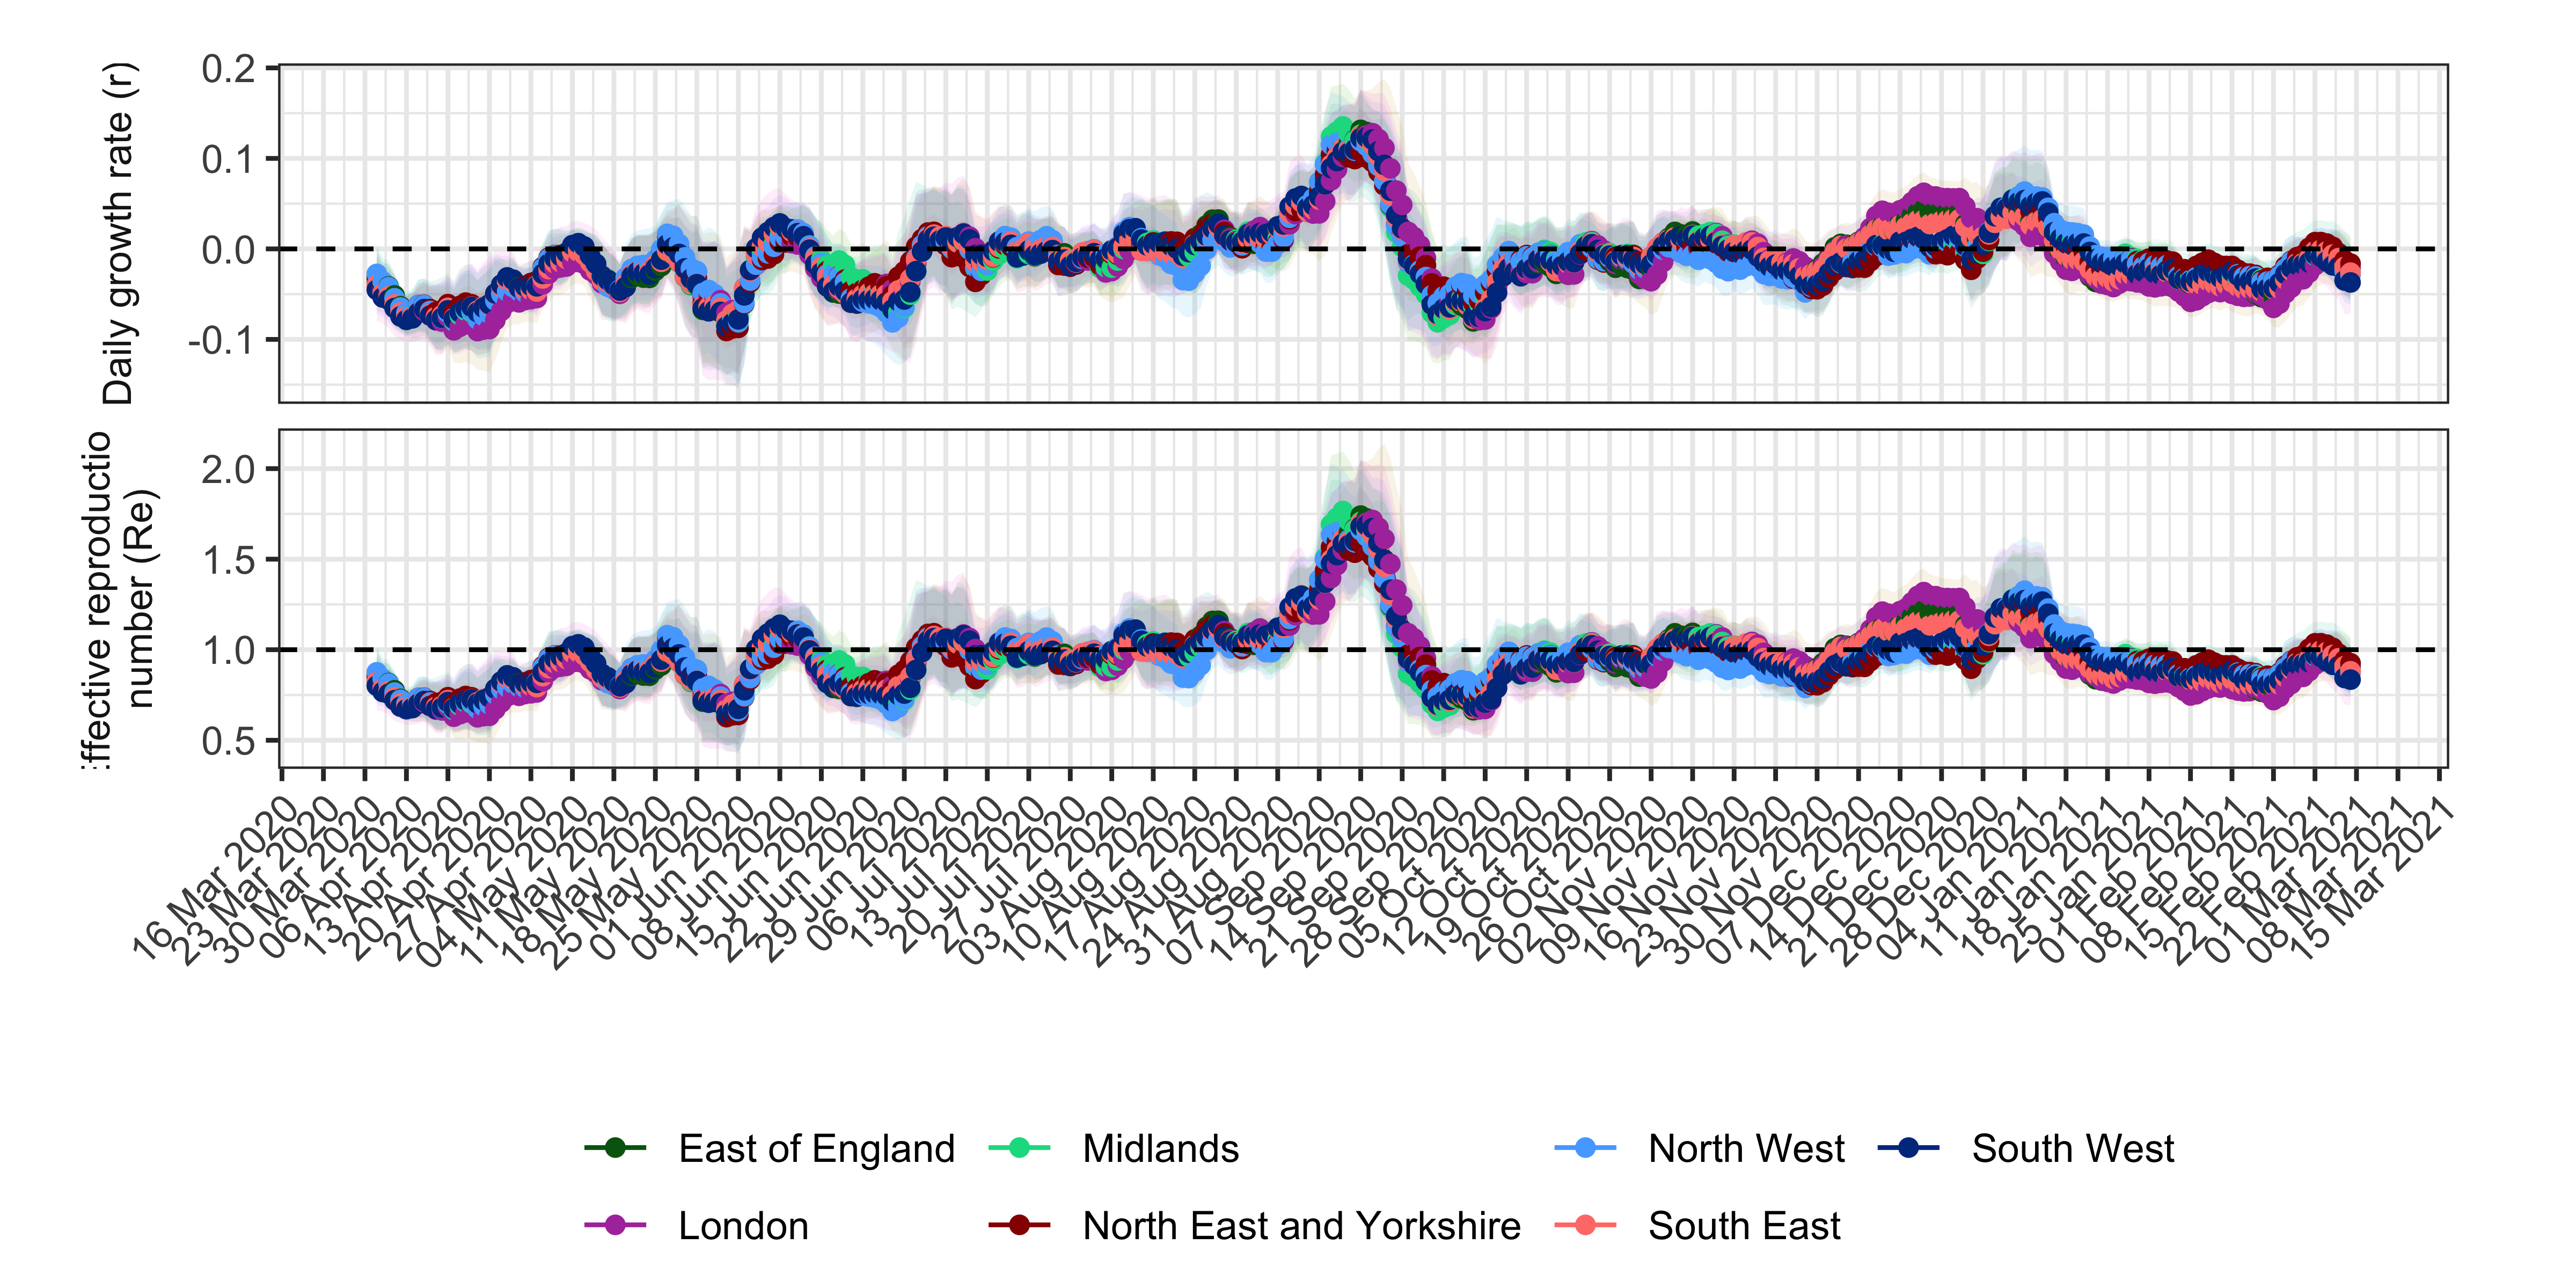 Daily growth rate (r)
0.2
0.1
0.0
-0.1
ffective reproductio
number (Re)
2.0
1.5
1.0
0.5
16 Mar 2020
23 Mar 2020
30 Mar 2020
06 Apr 2020
13 Apr 2020
20 Apr 2020
27 Apr 2020
04 May 2020
11 May 2020
18 May 2020
25 May 2020
01 Jun 2020
08 Jun 2020
15 Jun 2020
22 Jun 2020
29 Jun 2020
06 Jul 2020
13 Jul 2020
20 Jul 2020
27 Jul 2020
03 Aug 2020
10 Aug 2020
17 Aug 2020
24 Aug 2020
31 Aug 2020
07 Sep 2020
14 Sep 2020
21 Sep 2020
28 Sep 2020
05 Oct 2020
12 Oct 2020
19 Oct 2020
26 Oct 2020
02 Nov 2020
09 Nov 2020
16 Nov 2020
23 Nov 2020
30 Nov 2020
07 Dec 2020
14 Dec 2020
21 Dec 2020
28 Dec 2020
04 Jan 2021
11 Jan 2021
18 Jan 2021
25 Jan 2021
01 Feb 2021
08 Feb 2021
15 Feb 2021
22 Feb 2021
01 Mar 2021
08 Mar 2021
15 Mar 2021
East of England
Midlands
North West
South West
London
North East and Yorkshire
South East